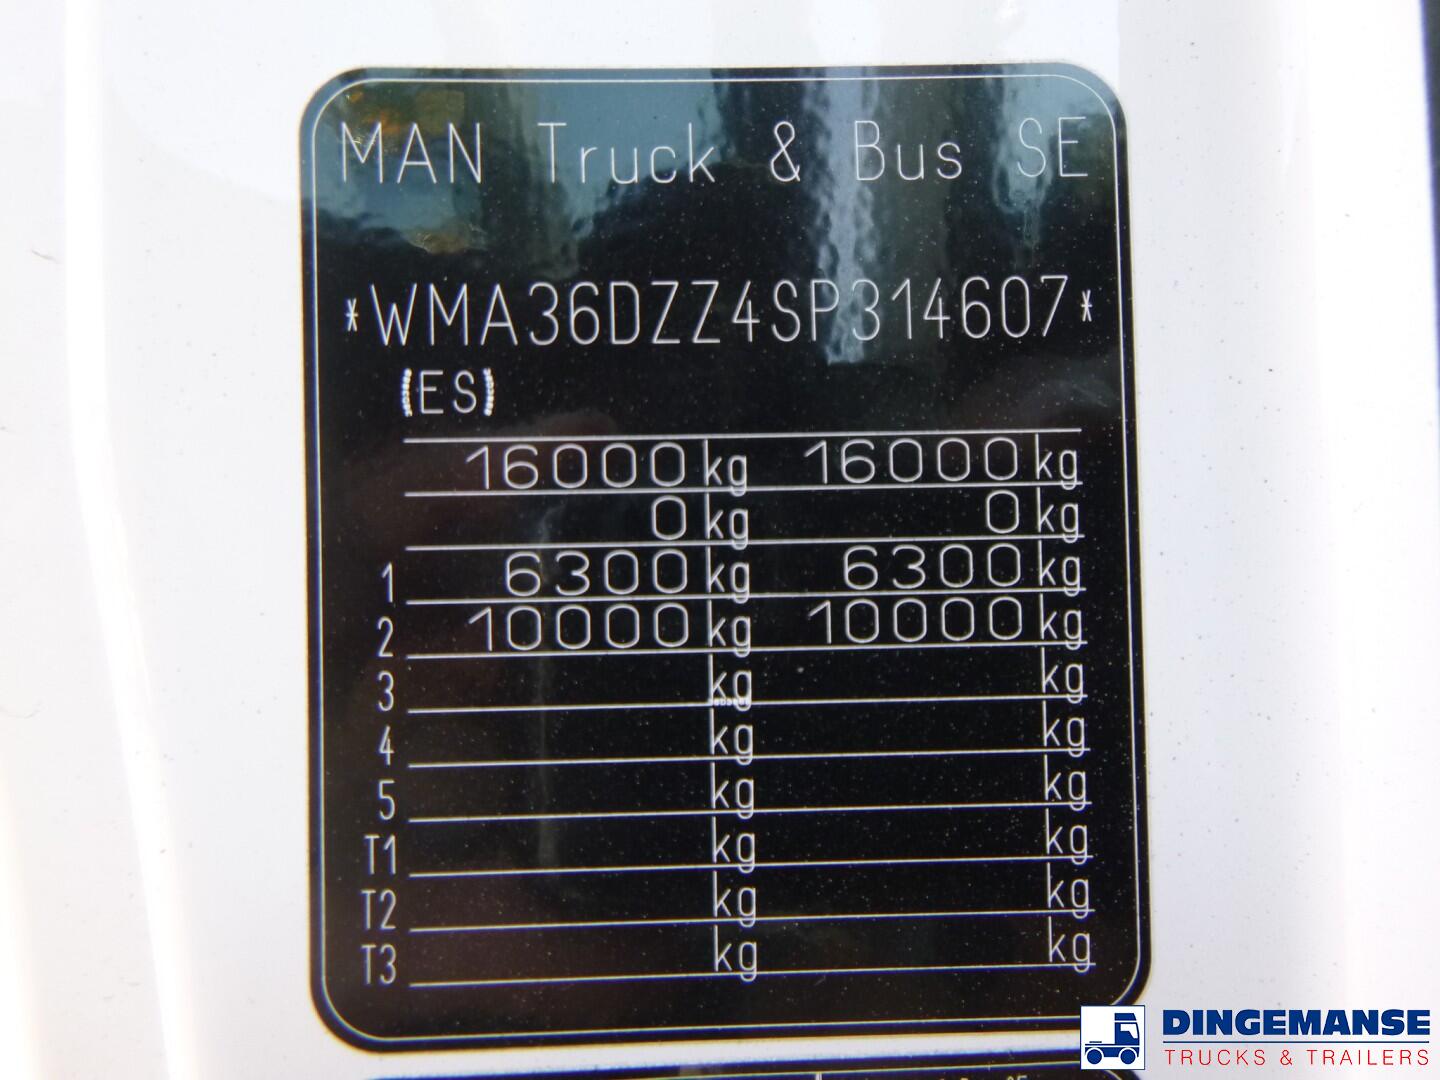 MAN Truck & Bus SE
*WMA36DZZ4SP314607*
(ES)
16000 kg 16000 kg
0 kg 0 kg
1 6300 kg 6300 kg
2 10000 kg 10000 kg
3 kg kg
4 kg kg
5 kg kg
T1 kg kg
T2 kg kg
T3 kg kg
DINGEMANSE
TRUCKS & TRAILERS